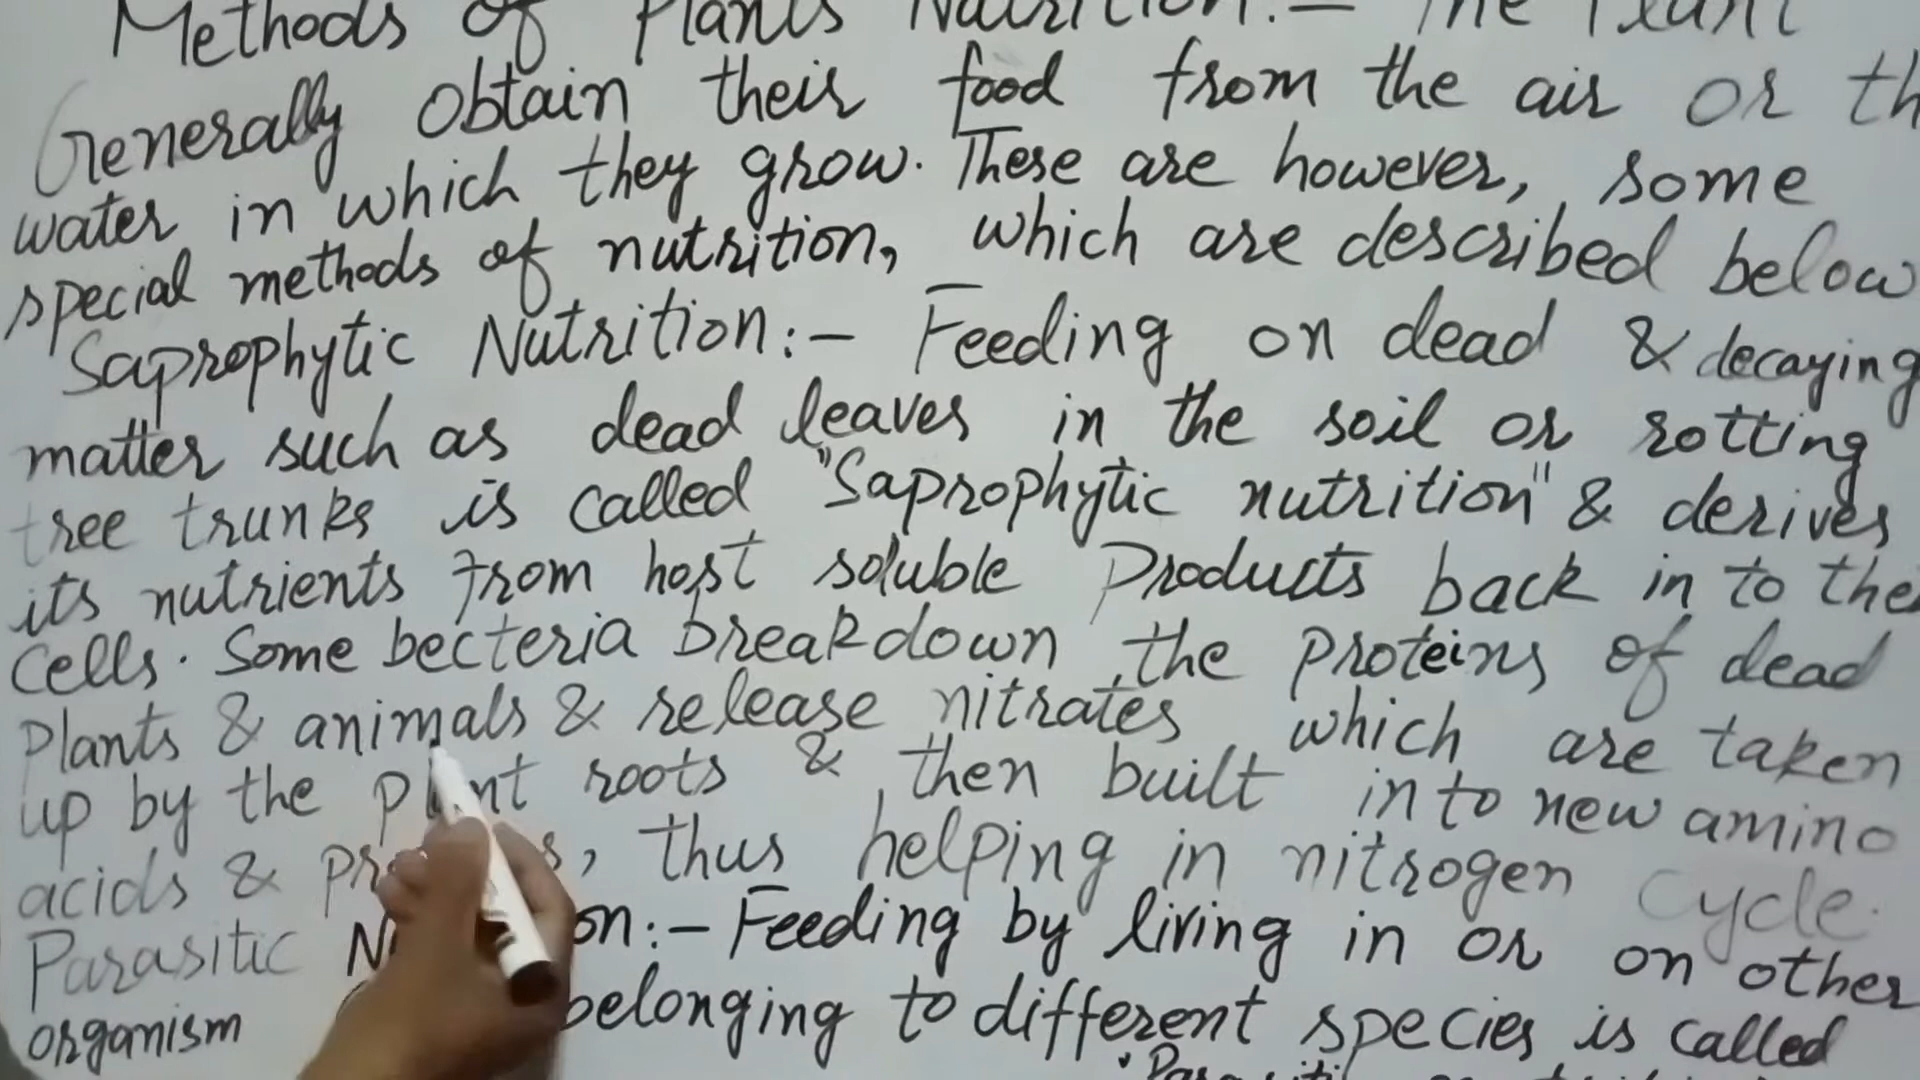 Methods of Plants Nutrition:- The Plant
Generally obtain their food from the air or th
water in which they grow. These are however, some
special methods of nutrition, which are described below
Saprophytic Nutrition:- Feeding on dead & decaying
matter such as dead leaves in the soil or rotting
tree trunks is called "Saprophytic nutrition" & derives
its nutrients from host soluble Products back in to the
cells. Some becteria breakdown the proteins of dead
Plants & animals & release nitrates which are taken
up by the plant roots & then built into new amino
acids & thus helping in nitrogen Cycle.
Parasitic Feeding by living in or on other
organism belonging to different species is called